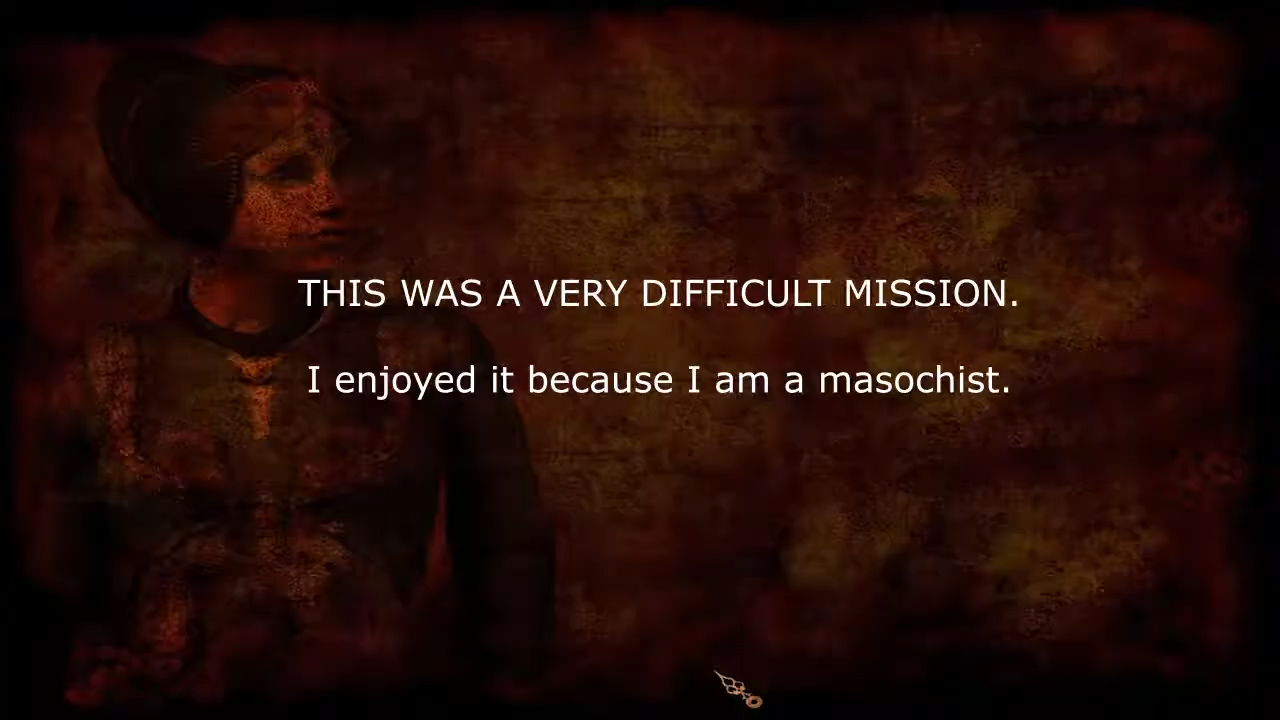 THIS WAS A VERY DIFFICULT MISSION.
I enjoyed it because I am a masochist.